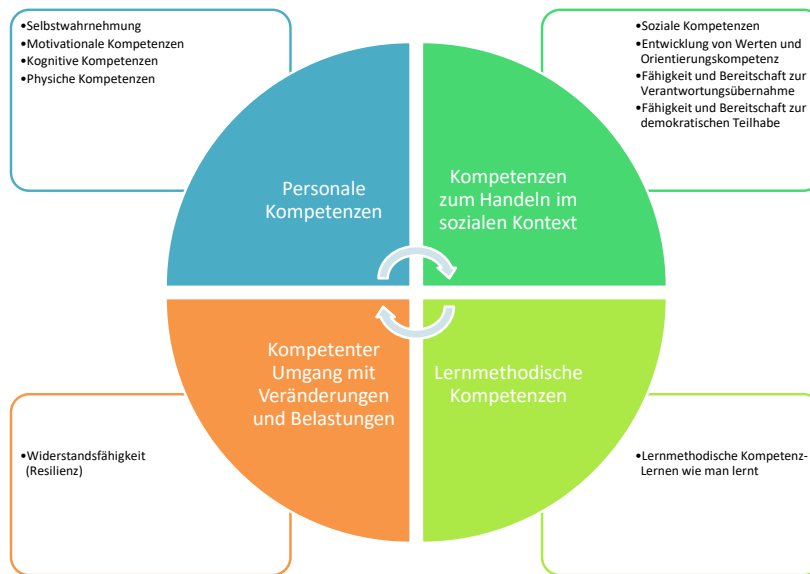 •Selbstwahrnehmung
•Motivationale Kompetenzen
•Kognitive Kompetenzen
•Physiche Kompetenzen
•Soziale Kompetenzen
•Entwicklung von Werten und
Orientierungskompetenz
•Fähigkeit und Bereitschaft zur
Verantwortungsübernahme
•Fähigkeit und Bereitschaft zur
demokratischen Teilhabe
Personale
Kompetenzen
Kompetenzen
zum Handeln im
sozialen Kontext
Kompetenter
Umgang mit
Veränderungen
und Belastungen
Lernmethodische
Kompetenzen
•Widerstandsfähigkeit
(Resilienz)
•Lernmethodische Kompetenz-
Lernen wie man lernt